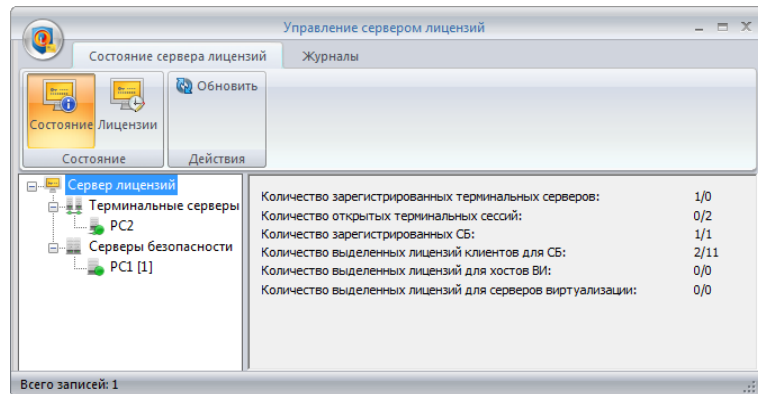 Управление сервером лицензий
Состояние сервера лицензий Журналы
Обновить
Состояние Лицензии
Состояние Действия
Сервер лицензий
Терминальные серверы
PC2
Серверы безопасности
PC1 [1]
Количество зарегистрированных терминальных серверов: 1/0
Количество открытых терминальных сессий: 0/2
Количество зарегистрированных СБ: 1/1
Количество выделенных лицензий клиентов для СБ: 2/11
Количество выделенных лицензий для хостов ВИ: 0/0
Количество выделенных лицензий для серверов виртуализации: 0/0
Всего записей: 1